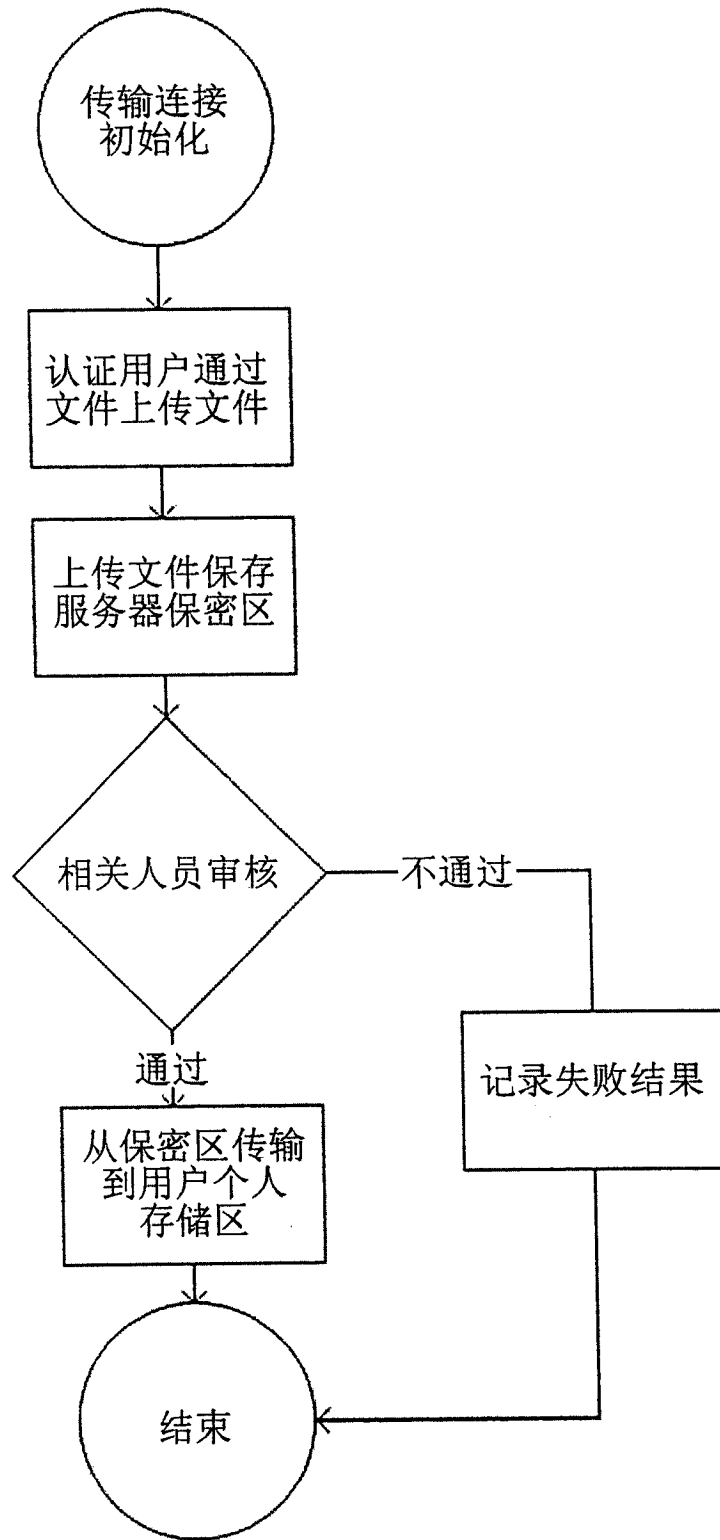 传输连接
初始化
认证用户通过
文件上传文件
上传文件保存
服务器保密区
相关人员审核
不通过
通过
记录失败结果
从保密区传输
到用户个人
存储区
结束